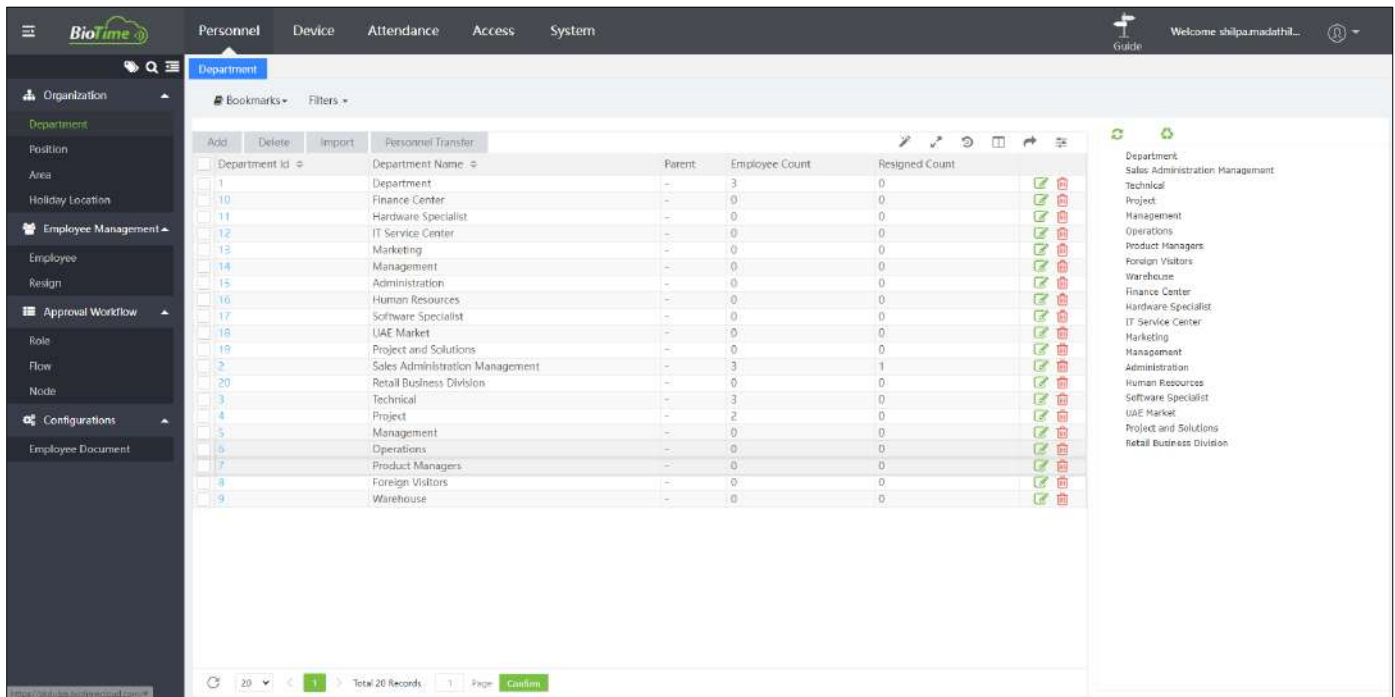 BioTime
Personnel Device Attendance Access System
Guide
Welcome shilpa.madathil...
Department
Organization
Department
Position
Area
Holiday Location
Employee Management
Employee
Resign
Approval Workflow
Role
Flow
Node
Configurations
Employee Document
Bookmarks Filters
Add Delete Import Personnel Transfer
Department Id Department Name Parent Employee Count Resigned Count
1 Department - 3 0
10 Finance Center - 0 0
11 Hardware Specialist - 0 0
12 IT Service Center - 0 0
13 Marketing - 0 0
14 Management - 0 0
15 Administration - 0 0
16 Human Resources - 0 0
17 Software Specialist - 0 0
18 UAE Market - 0 0
19 Project and Solutions - 0 0
2 Sales Administration Management - 3 1
20 Retail Business Division - 0 0
3 Technical - 3 0
4 Project - 2 0
5 Management - 0 0
6 Operations - 0 0
7 Product Managers - 0 0
8 Foreign Visitors - 0 0
9 Warehouse - 0 0
20 1 Total 20 Records 1 Page Confirm
Department
Sales Administration Management
Technical
Project
Management
Operations
Product Managers
Foreign Visitors
Warehouse
Finance Center
Hardware Specialist
IT Service Center
Marketing
Management
Administration
Human Resources
Software Specialist
UAE Market
Project and Solutions
Retail Business Division